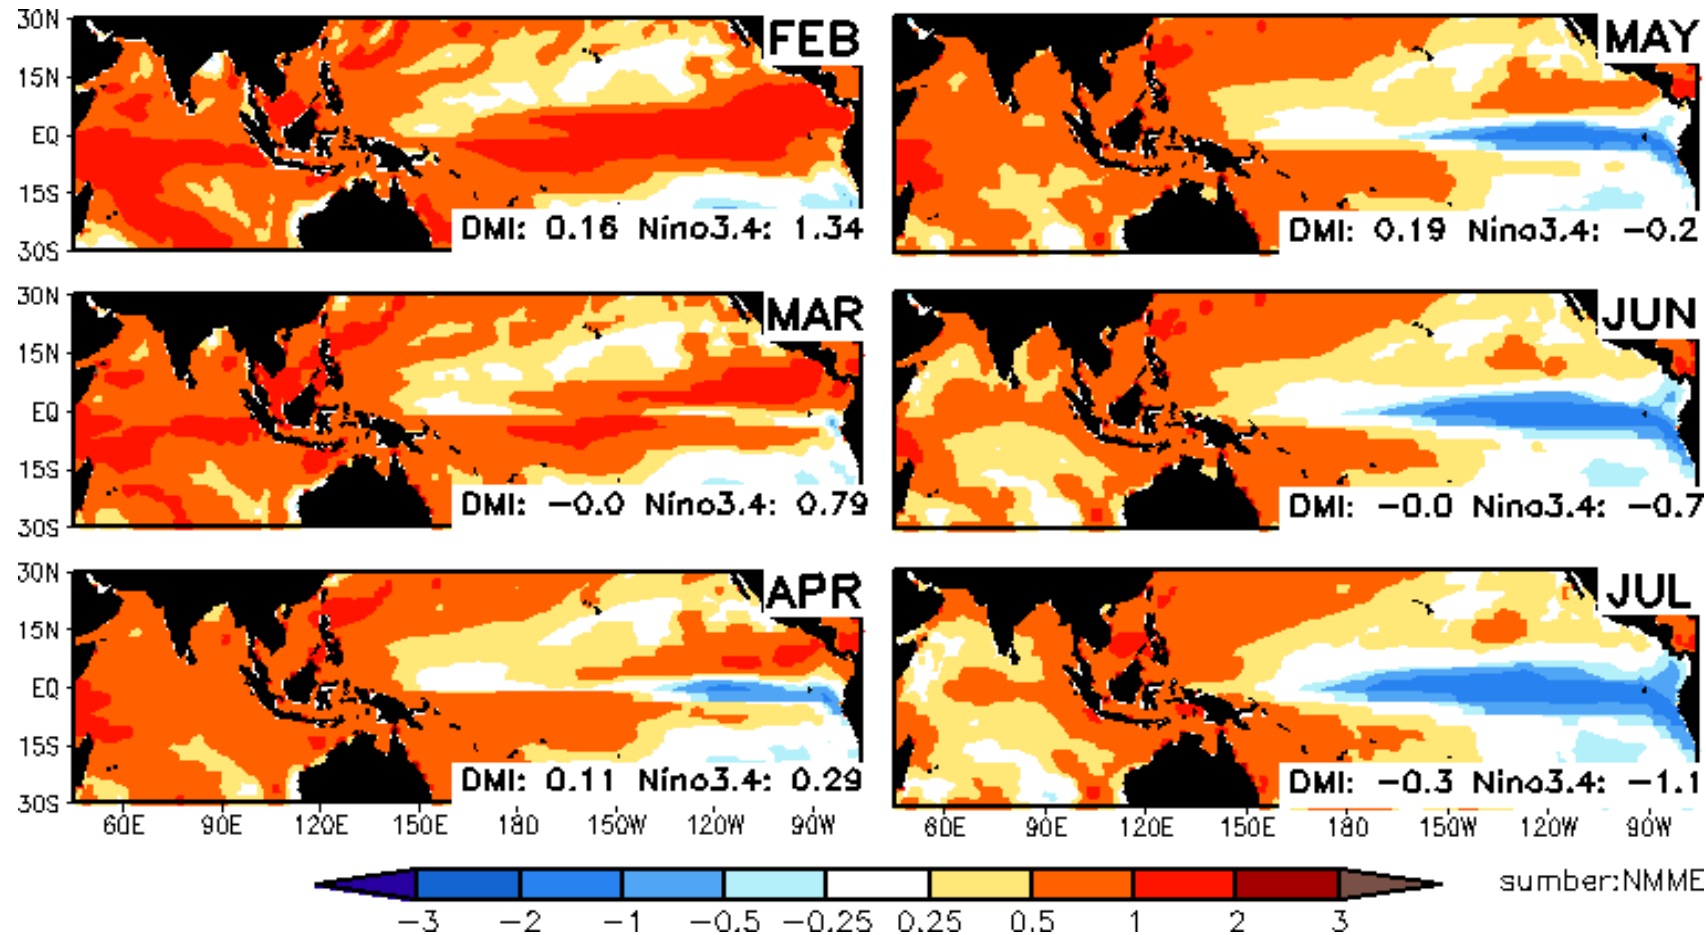 30N
15N
EQ
15S
30S
FEB
DMI: 0.16 Nino3.4: 1.34
MAY
DMI: 0.19 Nino3.4: −0.2
30N
15N
EQ
15S
30S
MAR
DMI: −0.0 Nino3.4: 0.79
JUN
DMI: −0.0 Nino3.4: −0.7
30N
15N
EQ
15S
30S
APR
DMI: 0.11 Nino3.4: 0.29
JUL
DMI: −0.3 Nino3.4: −1.1
60E 90E 120E 150E 180 150W 120W 90W
60E 90E 120E 150E 180 150W 120W 90W
−3 −2 −1 −0.5 −0.25 0.25 0.5 1 2 3
sumber:NMME